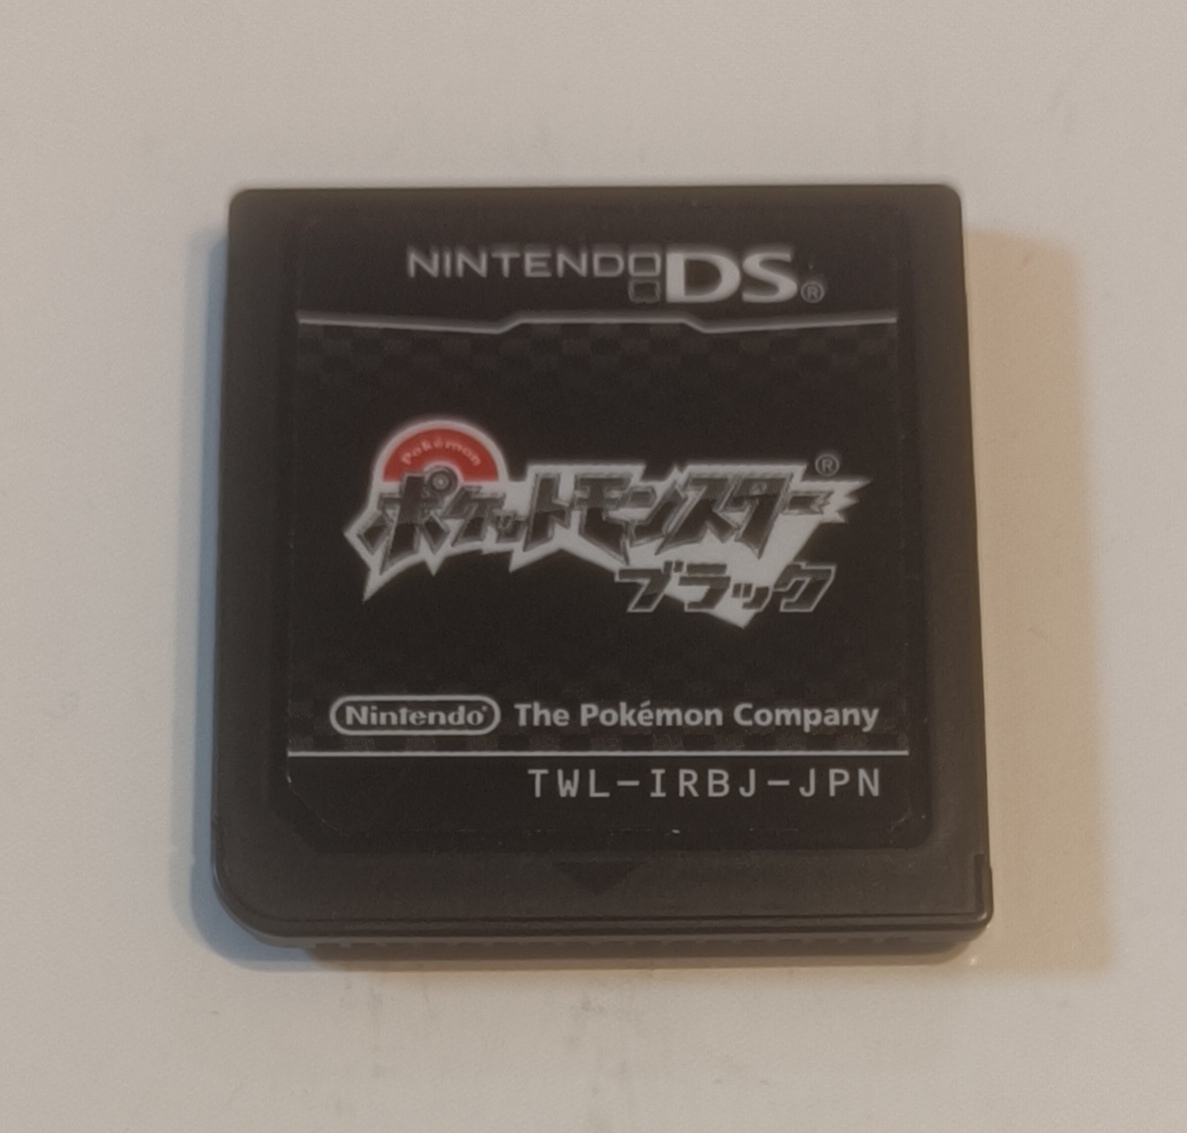 NINTENDO DS®
Pokémon
ポケットモンスター®
ブラック
Nintendo® The Pokémon Company
TWL-IRBJ-JPN